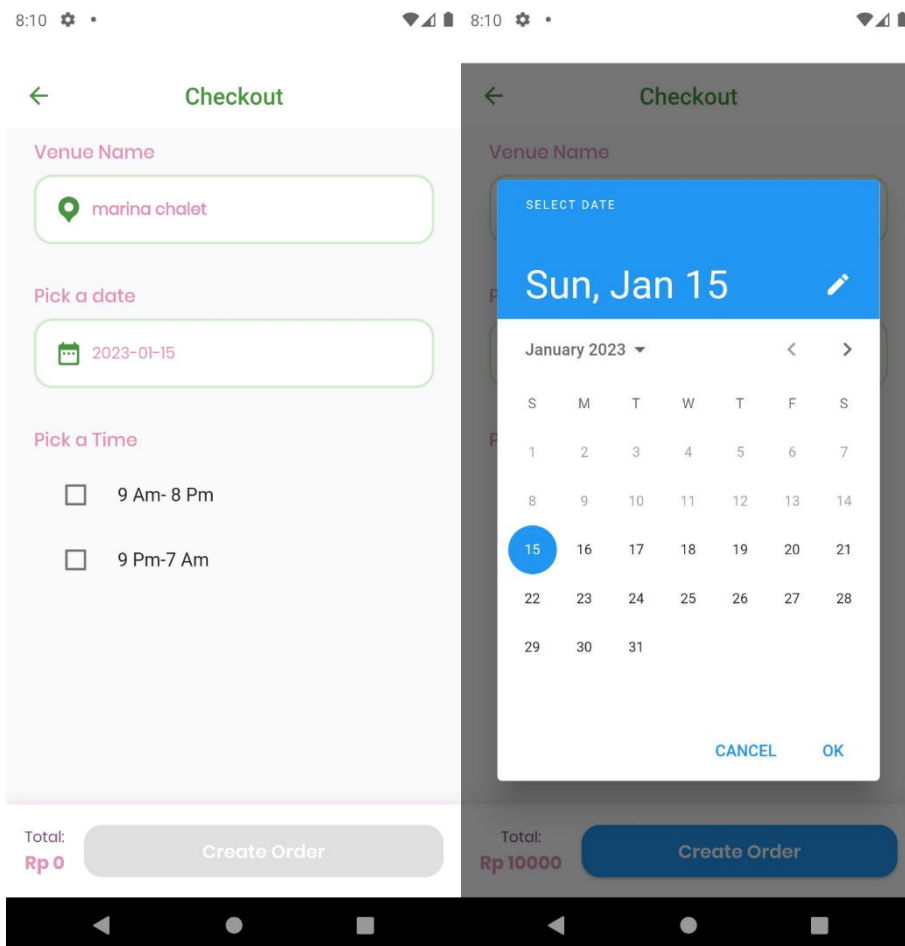 8:10
Checkout
Venue Name
marina chalet
Pick a date
2023-01-15
Pick a Time
9 Am- 8 Pm
9 Pm-7 Am
Total:
Rp 0
Create Order
8:10
Checkout
Venue Name
SELECT DATE
Sun, Jan 15
January 2023
S M T W T F S
1 2 3 4 5 6 7
8 9 10 11 12 13 14
15 16 17 18 19 20 21
22 23 24 25 26 27 28
29 30 31
CANCEL OK
Total:
Rp 10000
Create Order